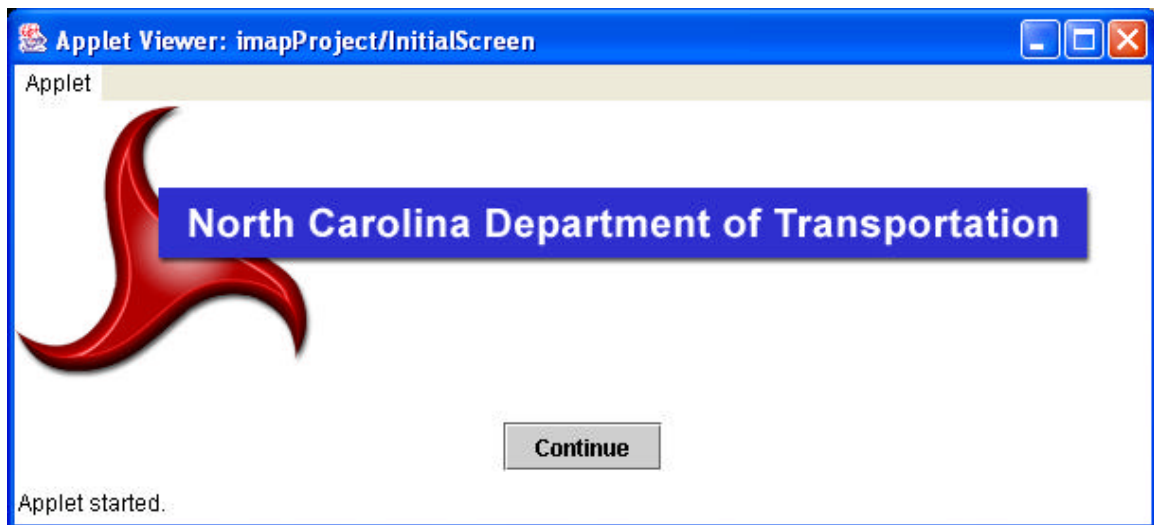 Applet Viewer: imapProject/InitialScreen
Applet
North Carolina Department of Transportation
Continue
Applet started.